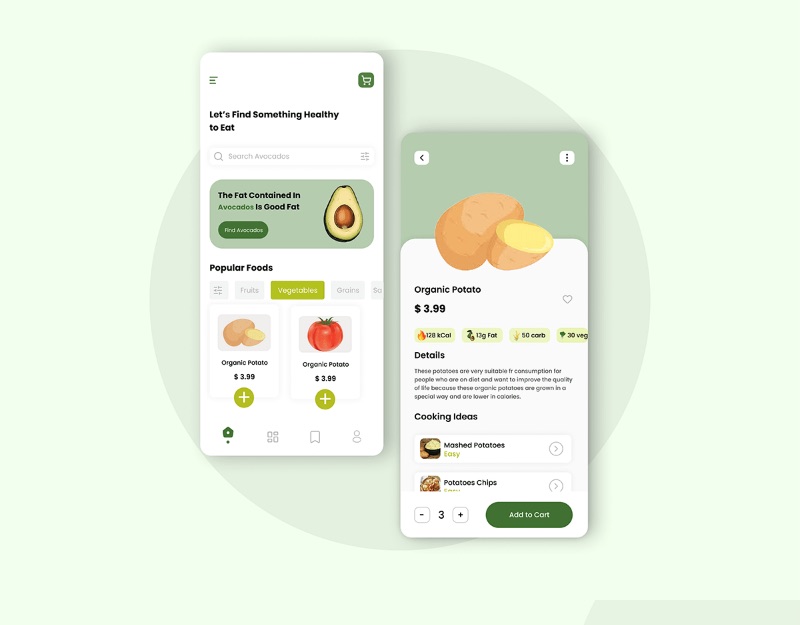 Let's Find Something Healthy
to Eat
Search Avocados
The Fat Contained In
Avocados Is Good Fat
Find Avocados
Popular Foods
Fruits
Vegetables
Grains
Organic Potato
$ 3.99
Organic Potato
$ 3.99
Organic Potato
$ 3.99
128 kCal
13g Fat
50 carb
30 veg
Details
These potatoes are very suitable fr consumption for
people who are on diet and want to improve the quality
of life because these organic potatoes are grown in a
special way and are lower in calories.
Cooking Ideas
Mashed Potatoes
Easy
Potatoes Chips
Easy
- 3 +
Add to Cart